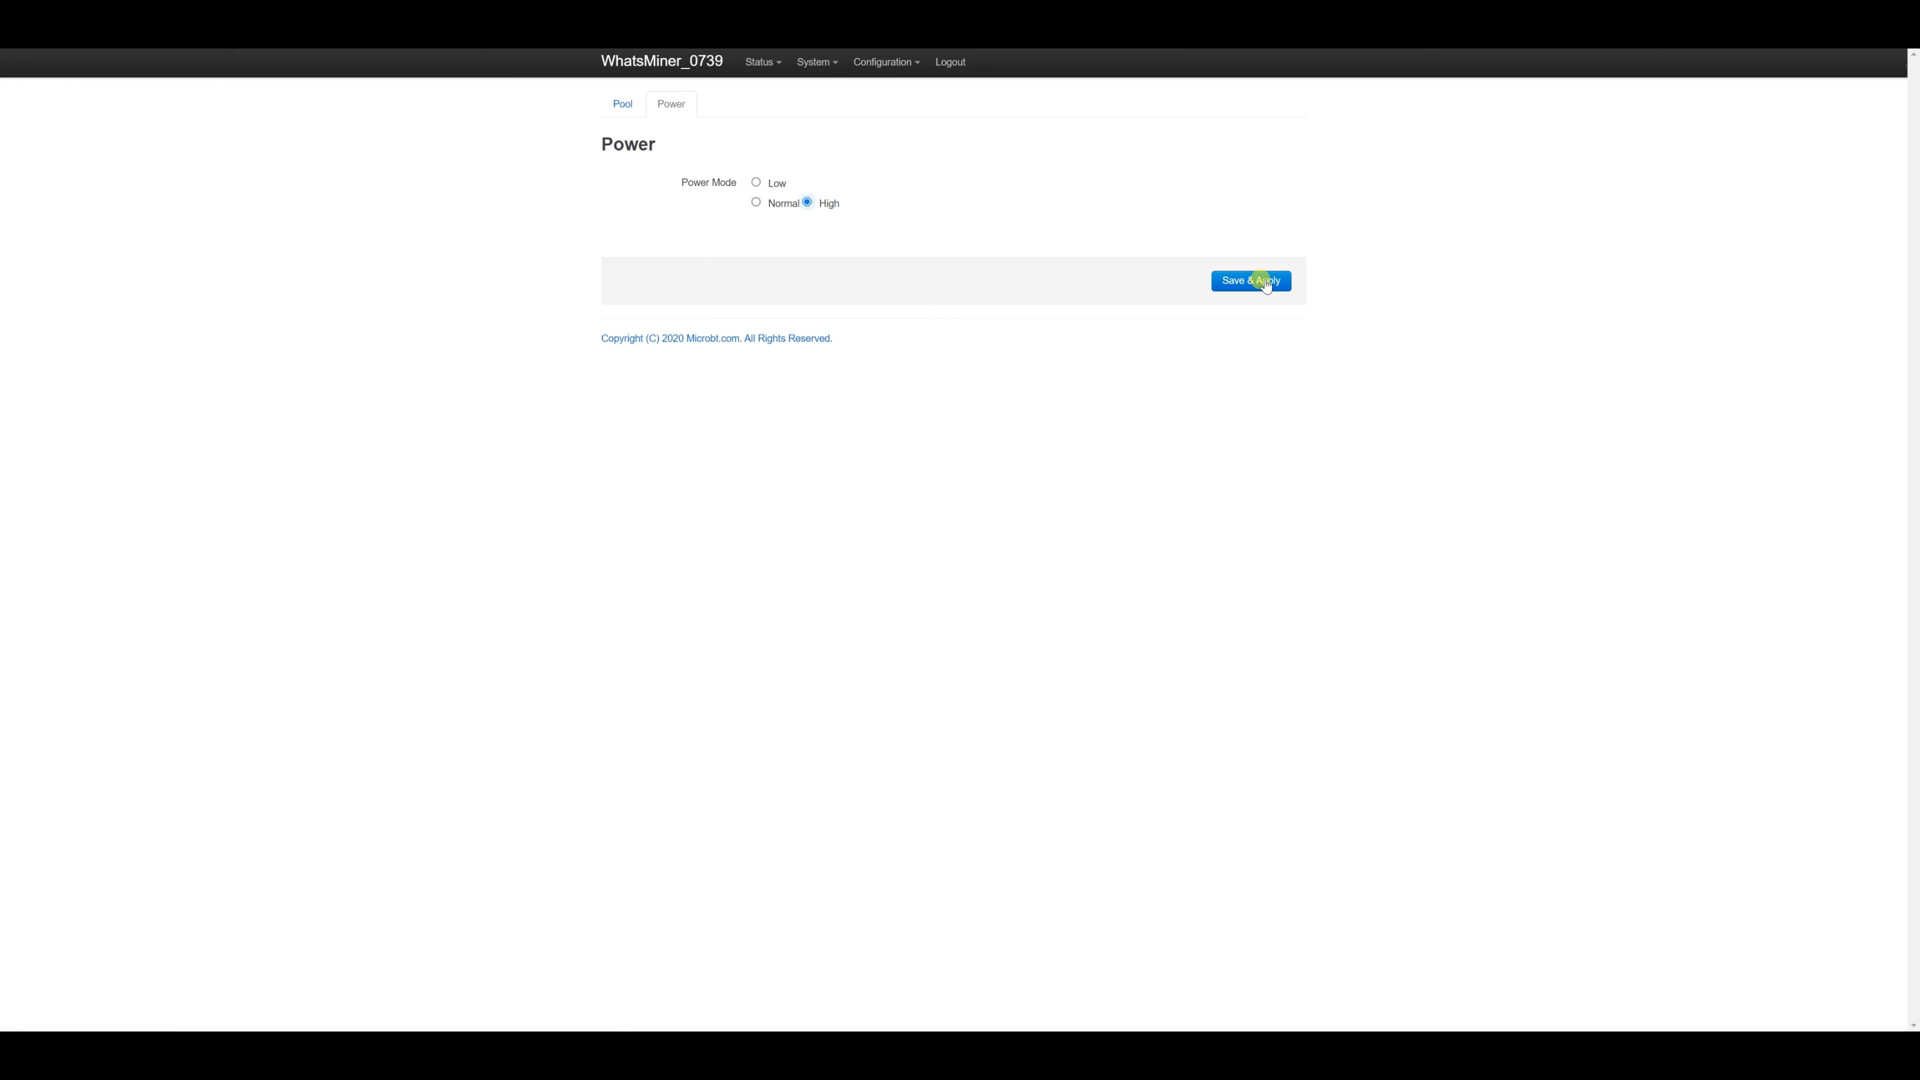 WhatsMiner_0739 Status System Configuration Logout
Pool Power
Power
Power Mode Low
Normal High
Save & Apply
Copyright (C) 2020 Microbt.com. All Rights Reserved.